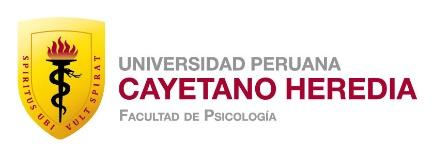 SPIRITUS UBI VULT SPIRAT
UNIVERSIDAD PERUANA
CAYETANO HEREDIA
FACULTAD DE PSICOLOGÍA